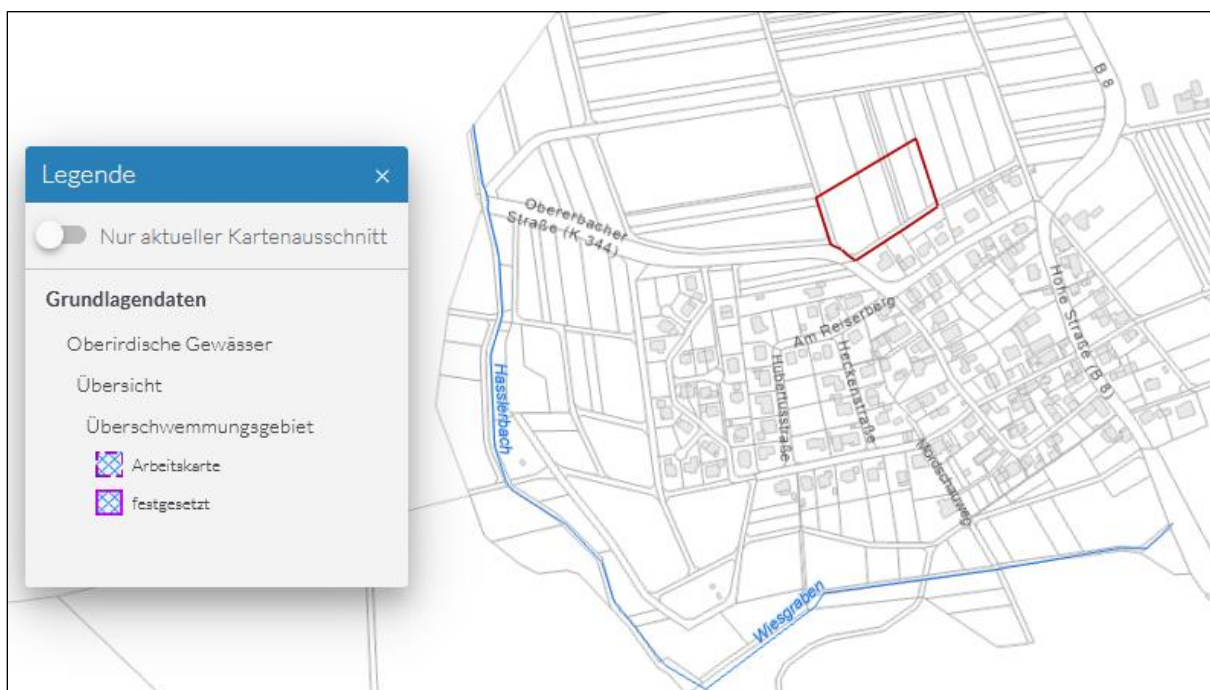 Legende ×
Nur aktueller Kartenausschnitt
Grundlagendaten
Oberirdische Gewässer
Übersicht
Überschwemmungsgebiet
Arbeitskarte
festgesetzt
B 8
Obererbacher
Straße (K 344)
Hohe Straße (B 8)
Am Reiserberg
Hubertusstraße
Heckenstraße
Mordschauweg
Hasslerbach
Wiesgraben